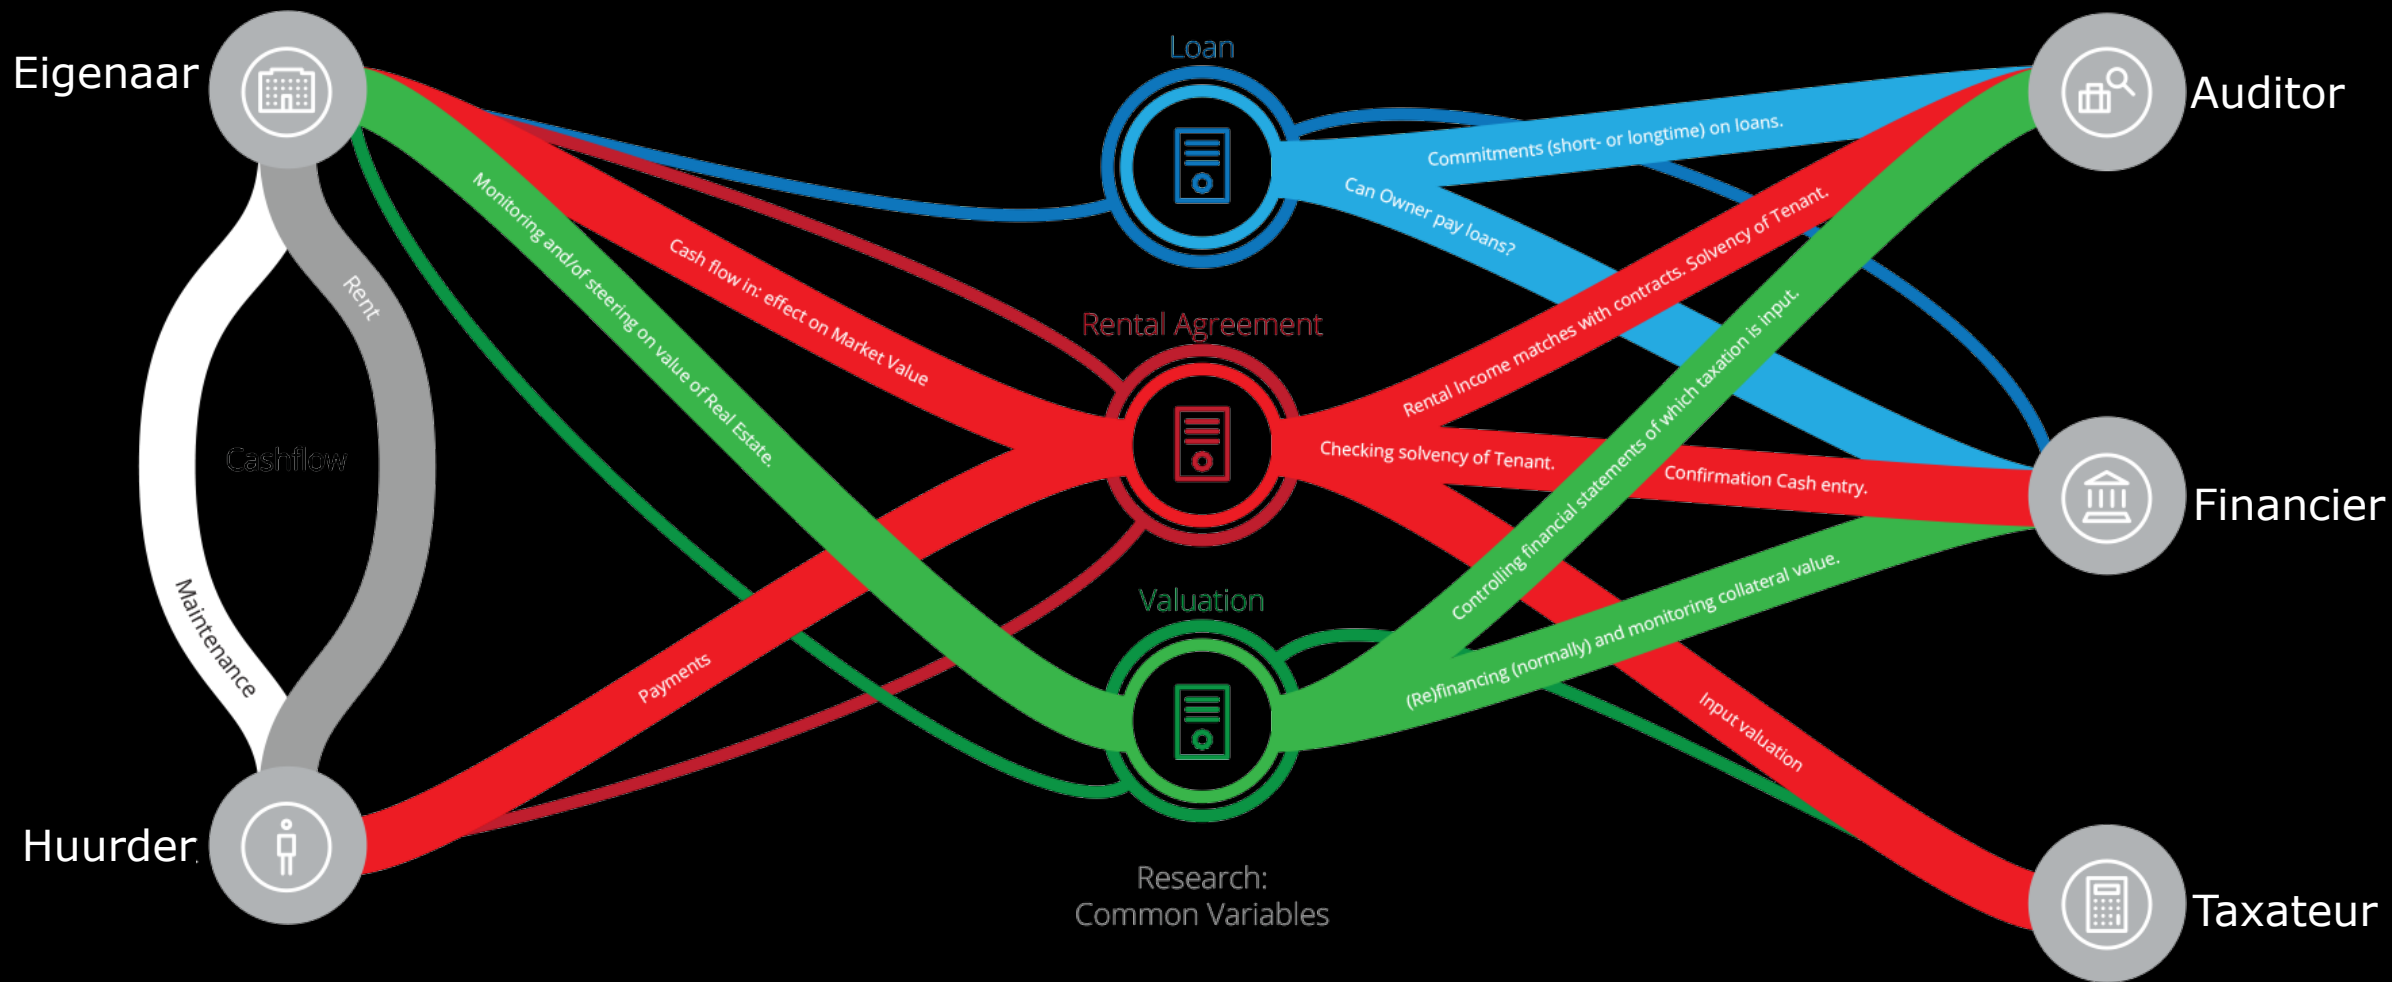 Eigenaar
Loan
Auditor
Commitments (short- or longtime) on loans.
Can Owner pay loans?
Monitoring and/of steering on value of Real Estate.
Cash flow in: effect on Market Value
Rent
Rental Agreement
Rental Income matches with contracts. Solvency of Tenant.
Controlling financial statements of which taxation is input.
Cashflow
Checking solvency of Tenant.
Confirmation Cash entry.
Financier
Maintenance
Valuation
Payments
(Re)financing (normally) and monitoring collateral value.
Input valuation
Huurder
Research:
Common Variables
Taxateur